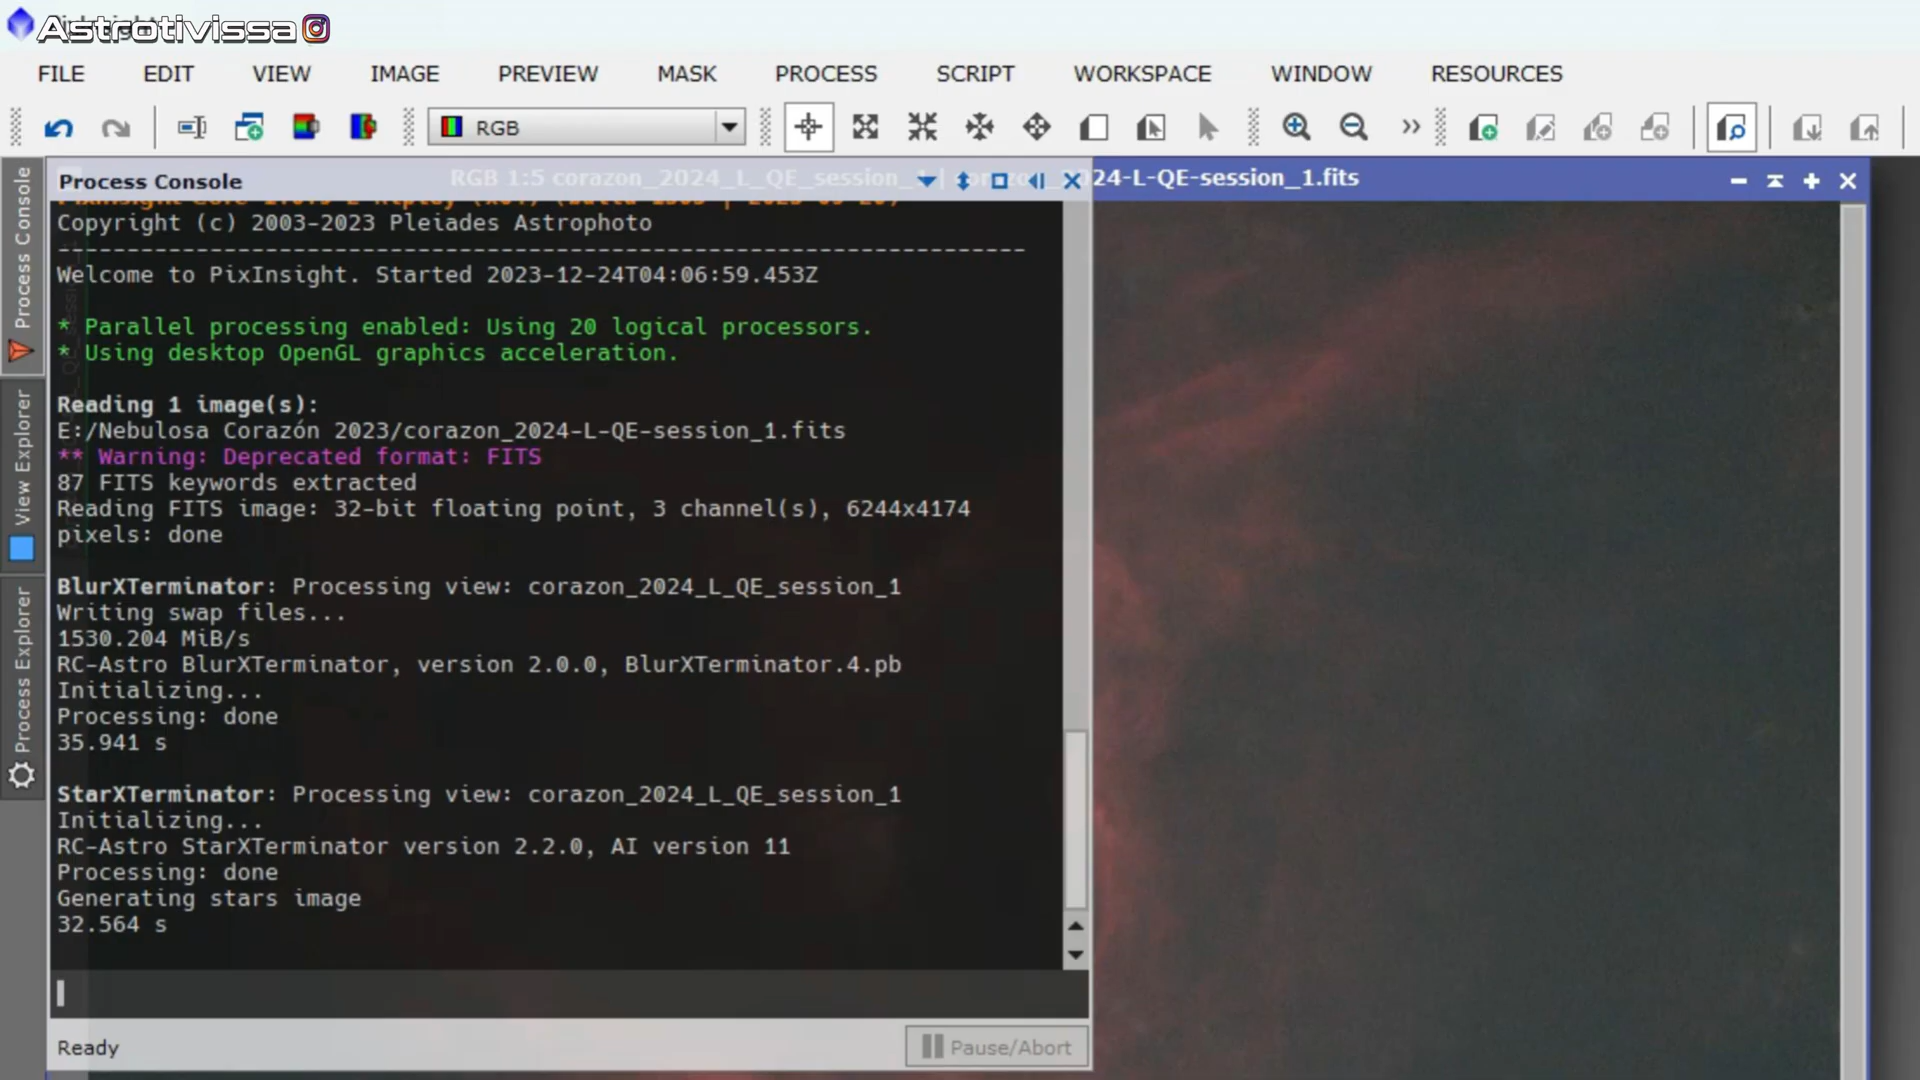 Astrotivissa
FILE EDIT VIEW IMAGE PREVIEW MASK PROCESS SCRIPT WORKSPACE WINDOW RESOURCES
RGB
Process Console
RGB 1:5 corazon_2024_L_QE_session_1 | corazon_2024-L-QE-session_1.fits
Process Console
View Explorer
Process Explorer
Copyright (c) 2003-2023 Pleiades Astrophoto
-----------------------------------------------------------------------
Welcome to PixInsight. Started 2023-12-24T04:06:59.453Z
* Parallel processing enabled: Using 20 logical processors.
* Using desktop OpenGL graphics acceleration.
Reading 1 image(s):
E:/Nebulosa Corazón 2023/corazon_2024-L-QE-session_1.fits
** Warning: Deprecated format: FITS
87 FITS keywords extracted
Reading FITS image: 32-bit floating point, 3 channel(s), 6244x4174
pixels: done
BlurXTerminator: Processing view: corazon_2024_L_QE_session_1
Writing swap files...
1530.204 MiB/s
RC-Astro BlurXTerminator, version 2.0.0, BlurXTerminator.4.pb
Initializing...
Processing: done
35.941 s
StarXTerminator: Processing view: corazon_2024_L_QE_session_1
Initializing...
RC-Astro StarXTerminator version 2.2.0, AI version 11
Processing: done
Generating stars image
32.564 s
Ready
Pause/Abort